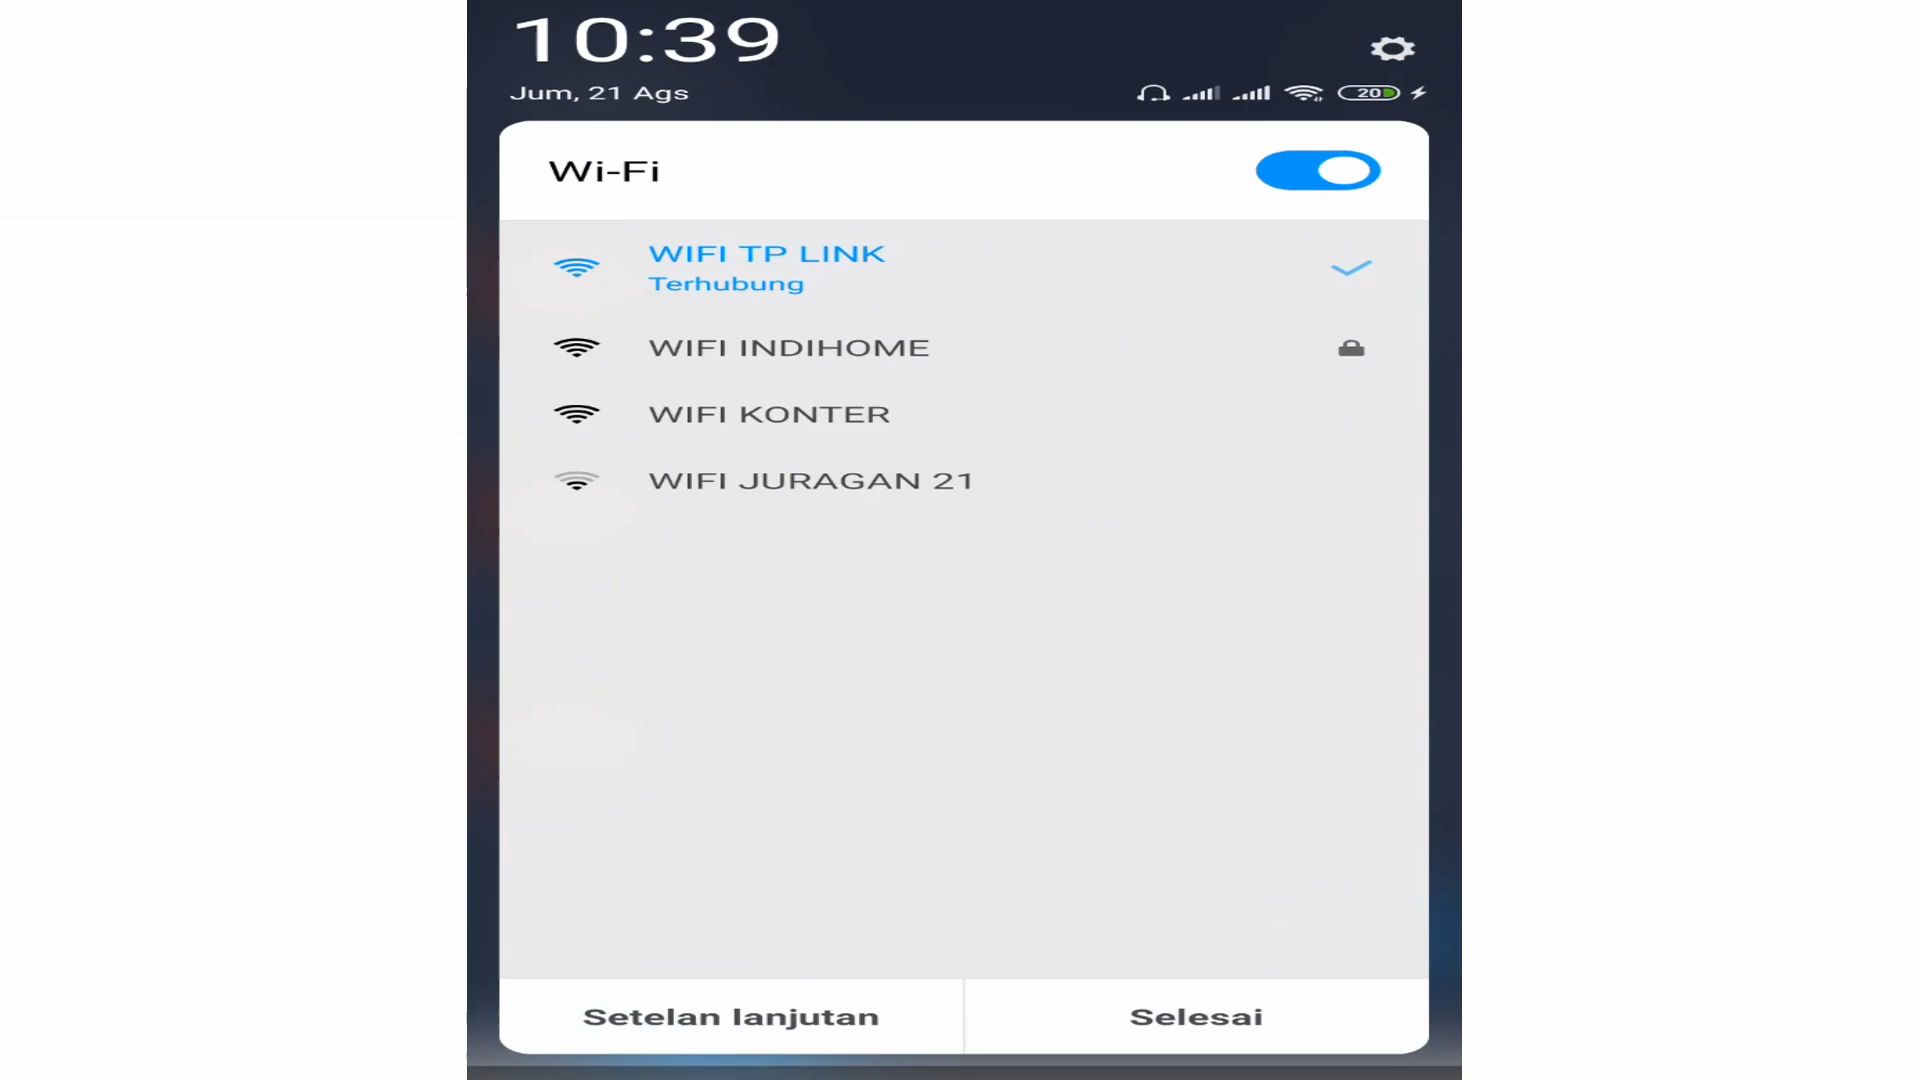 10:39
Jum, 21 Ags
20
Wi-Fi
WIFI TP LINK
Terhubung
WIFI INDIHOME
WIFI KONTER
WIFI JURAGAN 21
Setelan lanjutan
Selesai